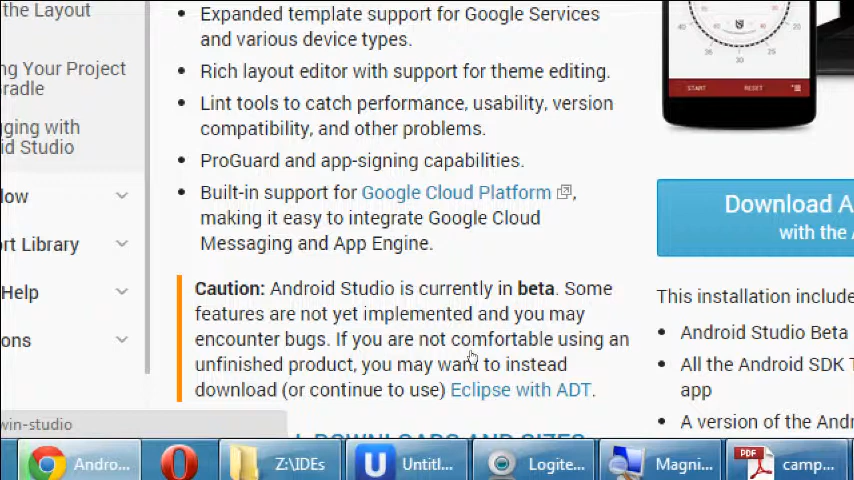 the Layout
ng Your Project
radle
gging with
id Studio
low
ort Library
Help
ons
win-studio
Expanded template support for Google Services
and various device types.
Rich layout editor with support for theme editing.
Lint tools to catch performance, usability, version
compatibility, and other problems.
ProGuard and app-signing capabilities.
Built-in support for Google Cloud Platform,
making it easy to integrate Google Cloud
Messaging and App Engine.
Caution: Android Studio is currently in beta. Some
features are not yet implemented and you may
encounter bugs. If you are not comfortable using an
unfinished product, you may want to instead
download (or continue to use) Eclipse with ADT.
DOWNLOADS AND SIZES
START RESET
Download A
with the A
This installation include
Android Studio Beta
All the Android SDK T
app
A version of the Andr
Andro...
Z:\IDEs
Untitl...
Logite...
Magni...
PDF
camp...